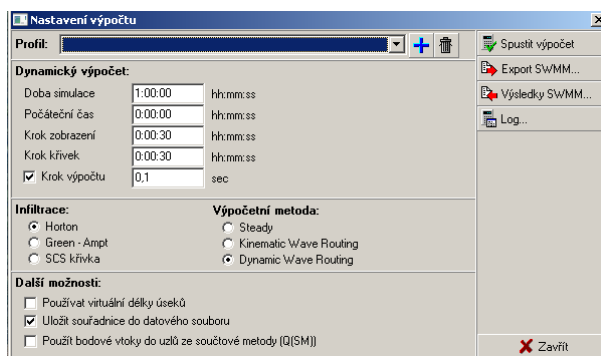 Nastavení výpočtu
Profil:
Spustit výpočet
Export SWMM...
Výsledky SWMM...
Log...
Dynamický výpočet:
Doba simulace 1:00:00 hh:mm:ss
Počáteční čas 0:00:00 hh:mm:ss
Krok zobrazení 0:00:30 hh:mm:ss
Krok křivek 0:00:30 hh:mm:ss
Krok výpočtu 0,1 sec
Infiltrace:
Horton
Green - Ampt
SCS křivka
Výpočetní metoda:
Steady
Kinematic Wave Routing
Dynamic Wave Routing
Další možnosti:
Používat virtuální délky úseků
Uložit souřadnice do datového souboru
Použít bodové vtoky do uzlů ze součtové metody (Q(SM))
Zavřít